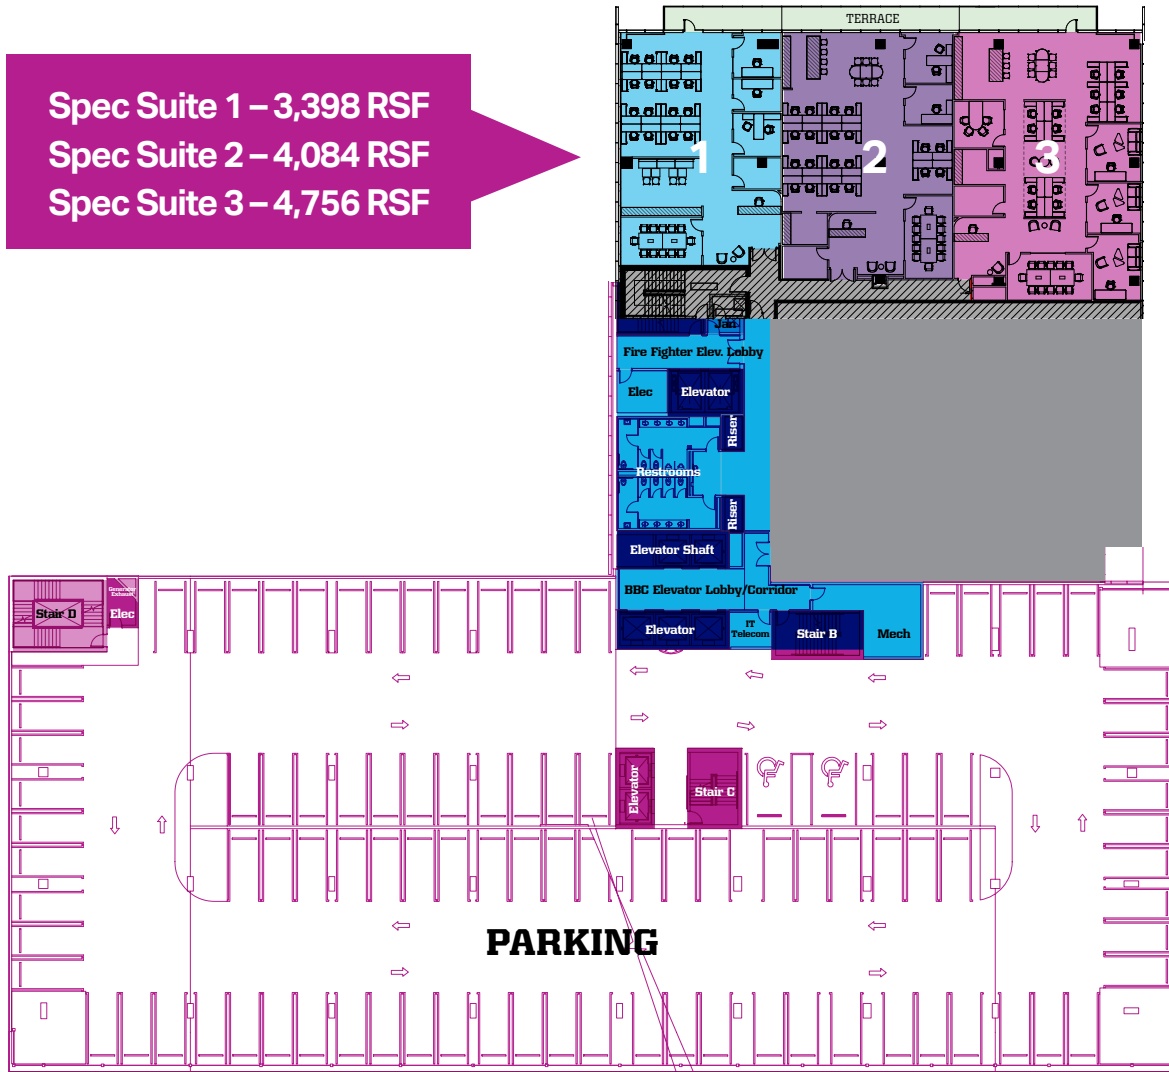 TERRACE
Spec Suite 1 – 3,398 RSF
Spec Suite 2 – 4,084 RSF
Spec Suite 3 – 4,756 RSF
1
2
3
Jan
Fire Fighter Elev. Lobby
Elec
Elevator
Riser
Restrooms
Riser
Elevator Shaft
BBC Elevator Lobby/Corridor
Generator
Exhaust
Stair D
Elec
Elevator
IT
Telecom
Stair B
Mech
Elevator
Stair C
PARKING